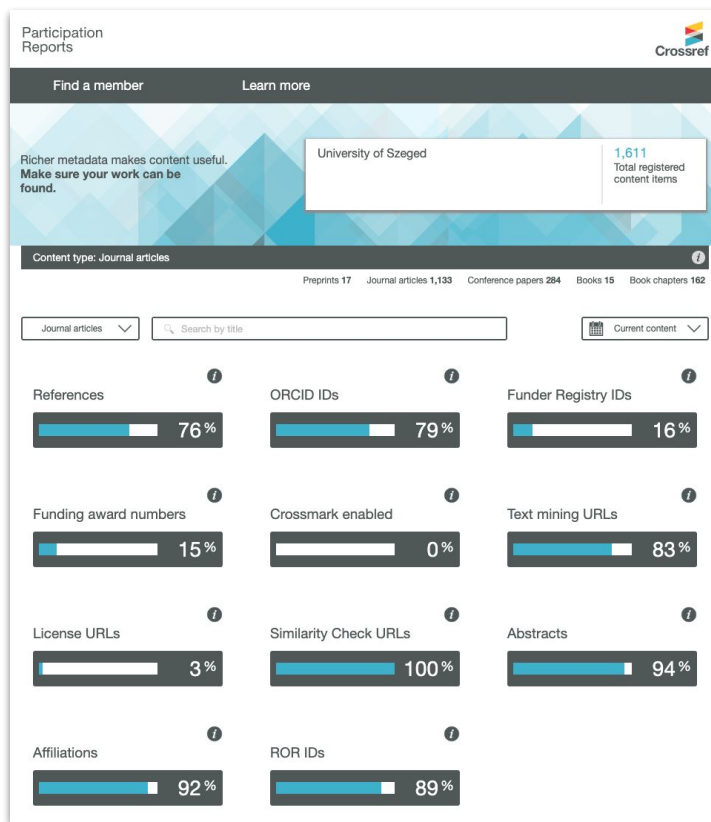 Participation
Reports
Crossref
Find a member
Learn more
Richer metadata makes content useful.
Make sure your work can be
found.
University of Szeged
1,611
Total registered
content items
Content type: Journal articles
i
Preprints 17 Journal articles 1,133 Conference papers 284 Books 15 Book chapters 162
Journal articles
Search by title
Current content
i
References
76%
i
ORCID IDs
79%
i
Funder Registry IDs
16%
i
Funding award numbers
15%
i
Crossmark enabled
0%
i
Text mining URLs
83%
i
License URLs
3%
i
Similarity Check URLs
100%
i
Abstracts
94%
i
Affiliations
92%
i
ROR IDs
89%